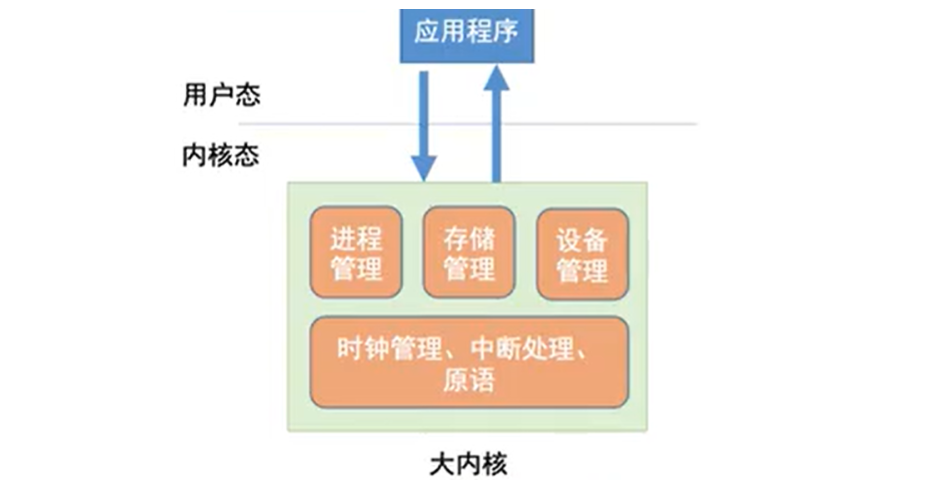 应用程序
用户态
内核态
进程
管理
存储
管理
设备
管理
时钟管理、中断处理、
原语
大内核